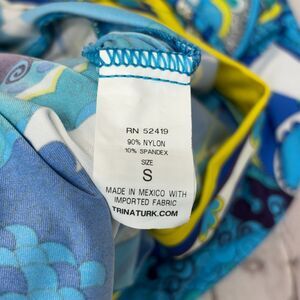 RN 52419
90% NYLON
10% SPANDEX
SIZE
S
MADE IN MEXICO WITH
IMPORTED FABRIC
TRINATURK.COM